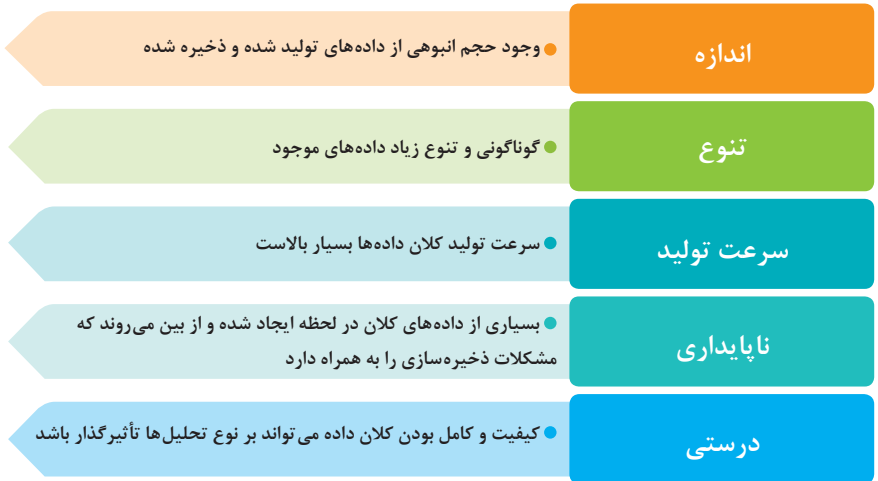 اندازه
وجود حجم انبوهی از داده‌های تولید شده و ذخیره شده
تنوع
گوناگونی و تنوع زیاد داده‌های موجود
سرعت تولید
سرعت تولید کلان داده‌ها بسیار بالاست
ناپایداری
بسیاری از داده‌های کلان در لحظه ایجاد شده و از بین می‌روند که
مشکلات ذخیره‌سازی را به همراه دارد
درستی
کیفیت و کامل بودن کلان داده می‌تواند بر نوع تحلیل‌ها تأثیرگذار باشد